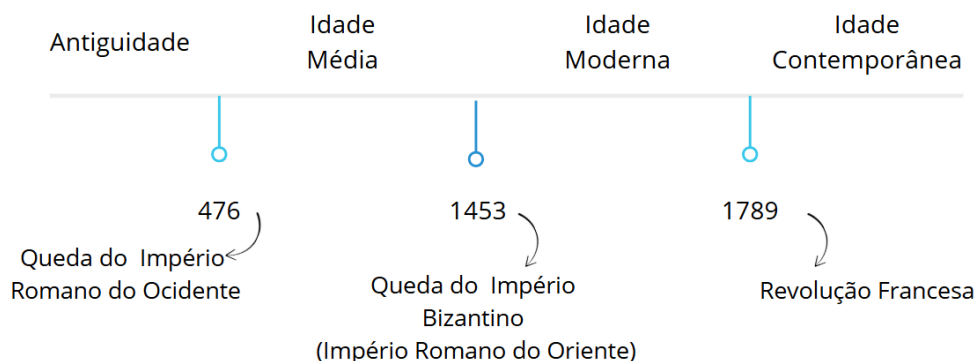 Antiguidade
Idade
Média
Idade
Moderna
Idade
Contemporânea
476
1453
1789
Queda do Império
Romano do Ocidente
Queda do Império
Bizantino
(Império Romano do Oriente)
Revolução Francesa